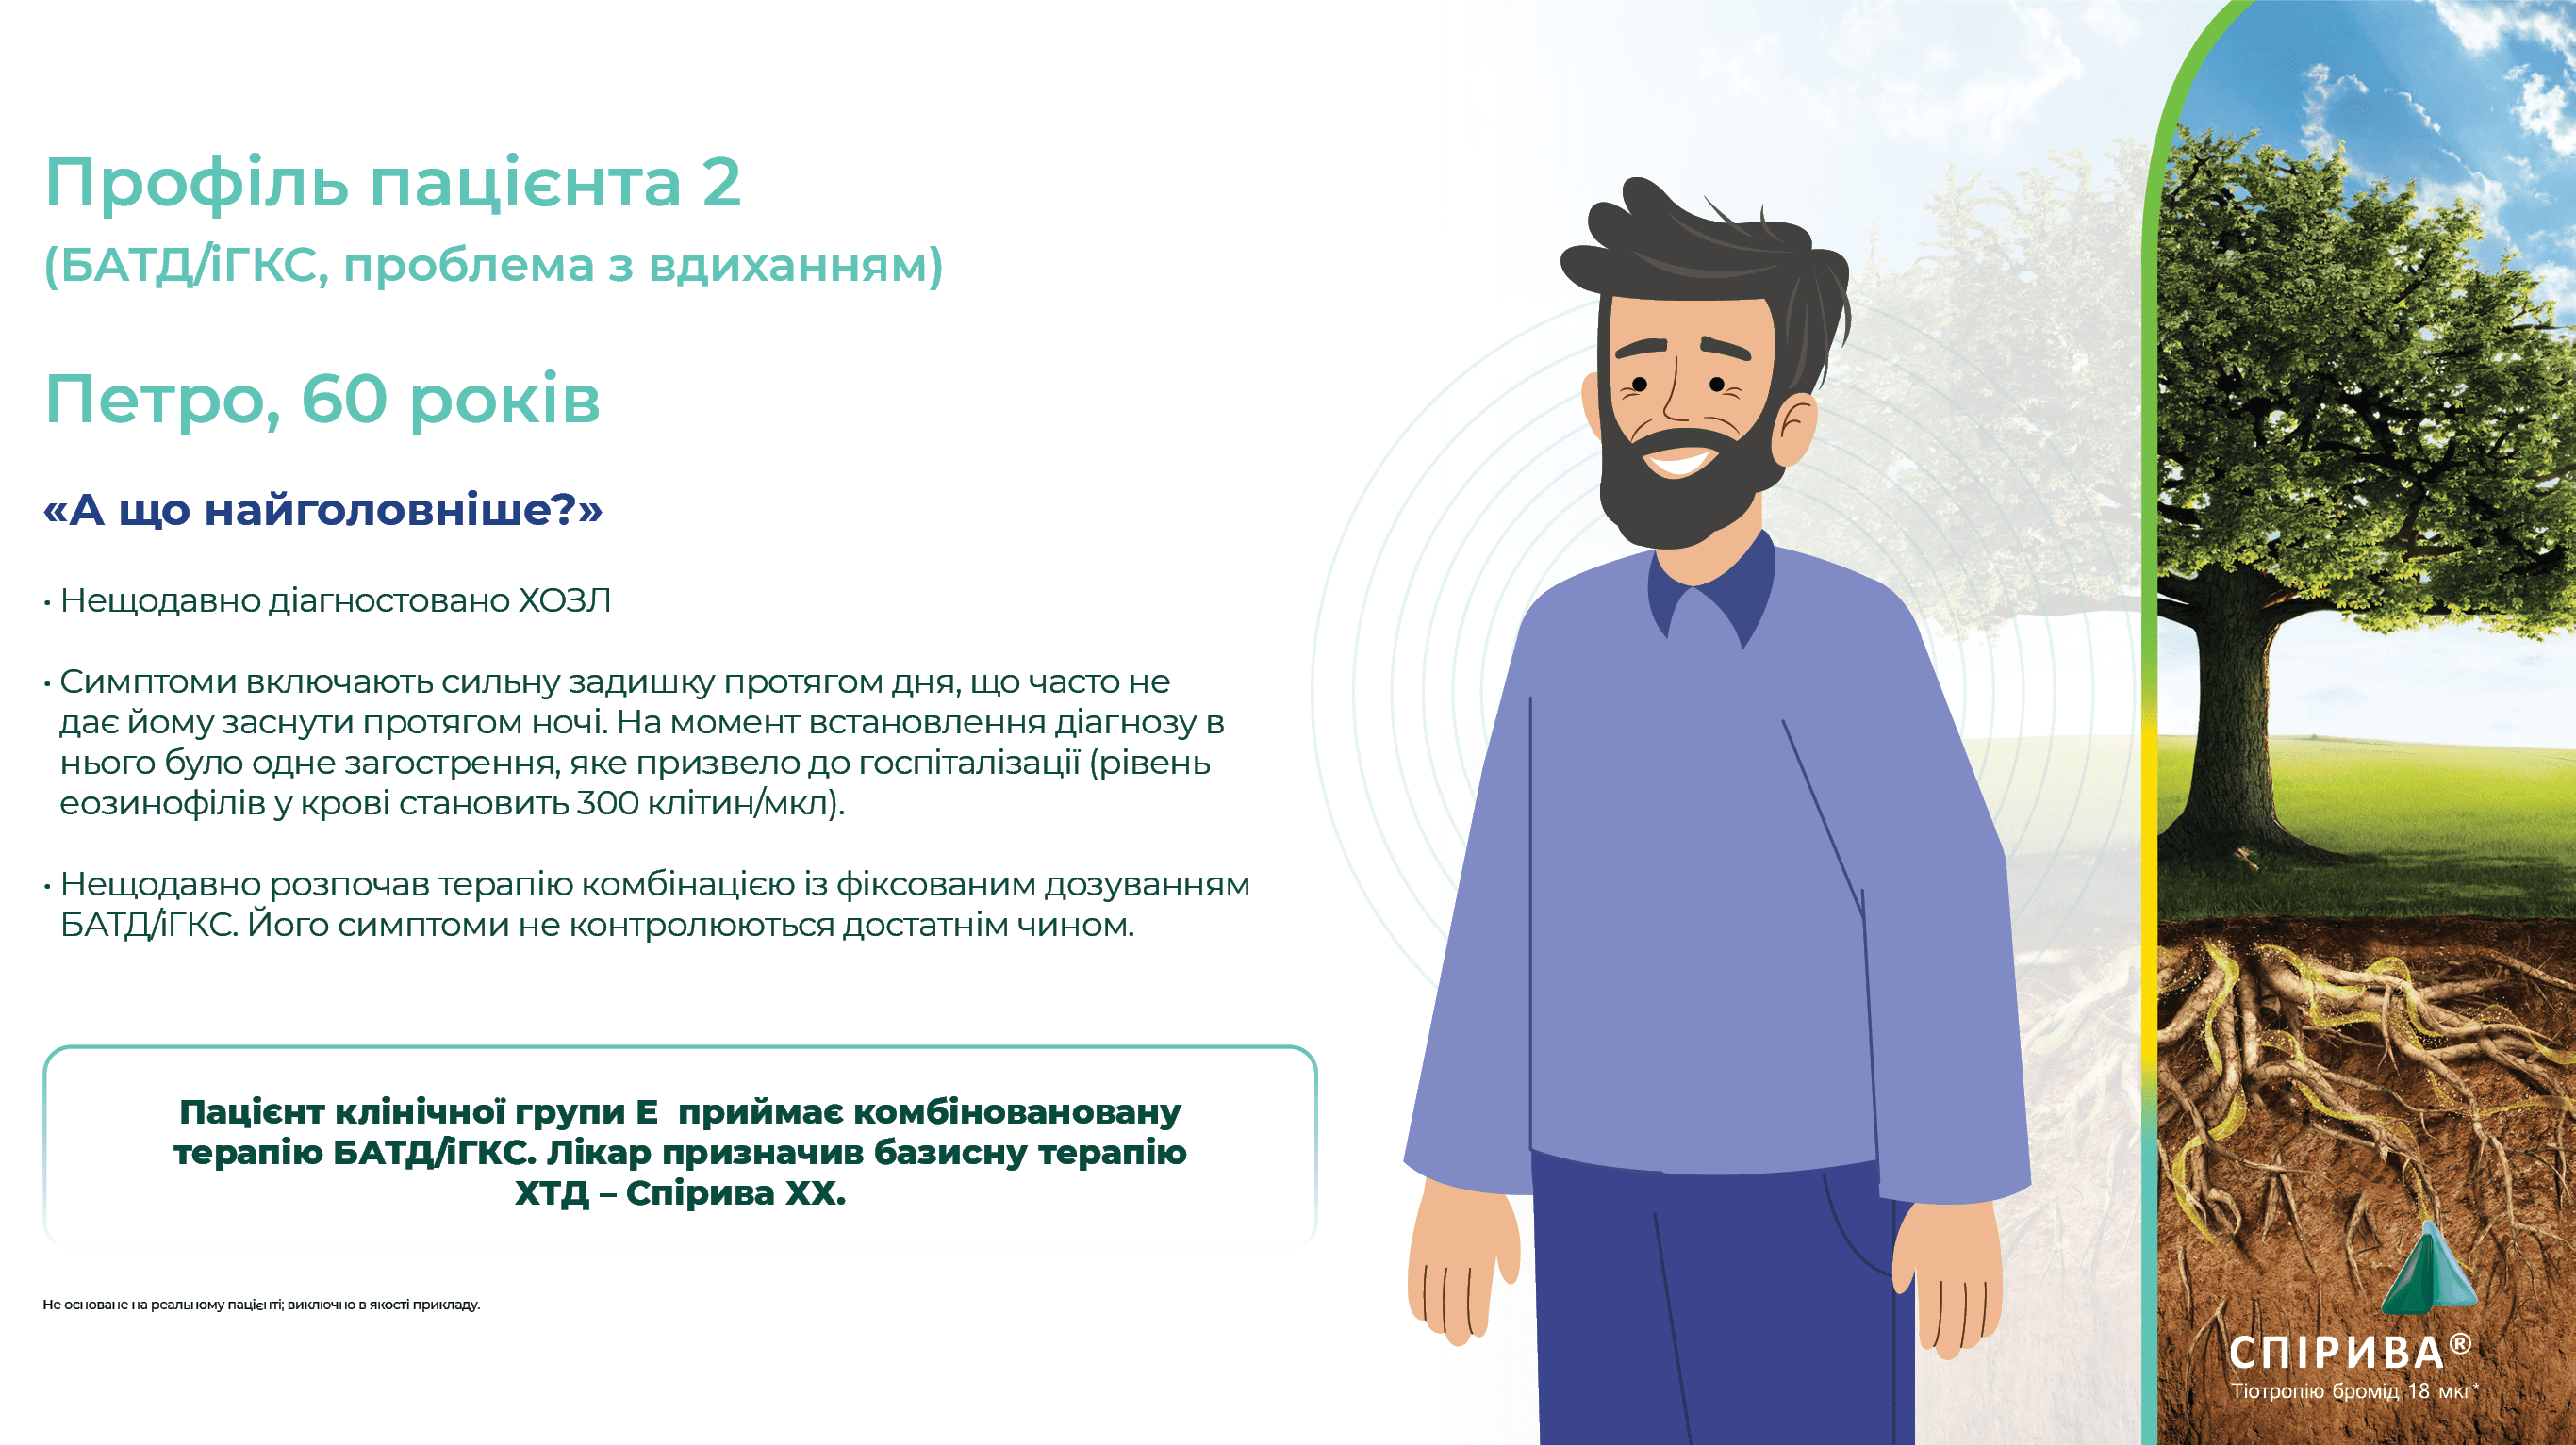 Профіль пацієнта 2
(БАТД/іГКС, проблема з вдиханням)
Петро, 60 років
«А що найголовніше?»
· Нещодавно діагностовано ХОЗЛ
· Симптоми включають сильну задишку протягом дня, що часто не
дає йому заснути протягом ночі. На момент встановлення діагнозу в
нього було одне загострення, яке призвело до госпіталізації (рівень
еозинофілів у крові становить 300 клітин/мкл).
· Нещодавно розпочав терапію комбінацією із фіксованим дозуванням
БАТД/іГКС. Його симптоми не контролюються достатнім чином.
Пацієнт клінічної групи Е  приймає комбіновановану
терапію БАТД/іГКС. Лікар призначив базисну терапію
ХТД – Спірива ХХ.
Не основане на реальному пацієнті; виключно в якості прикладу.
СПІРИВА®
Тіотропію бромід 18 мкг*